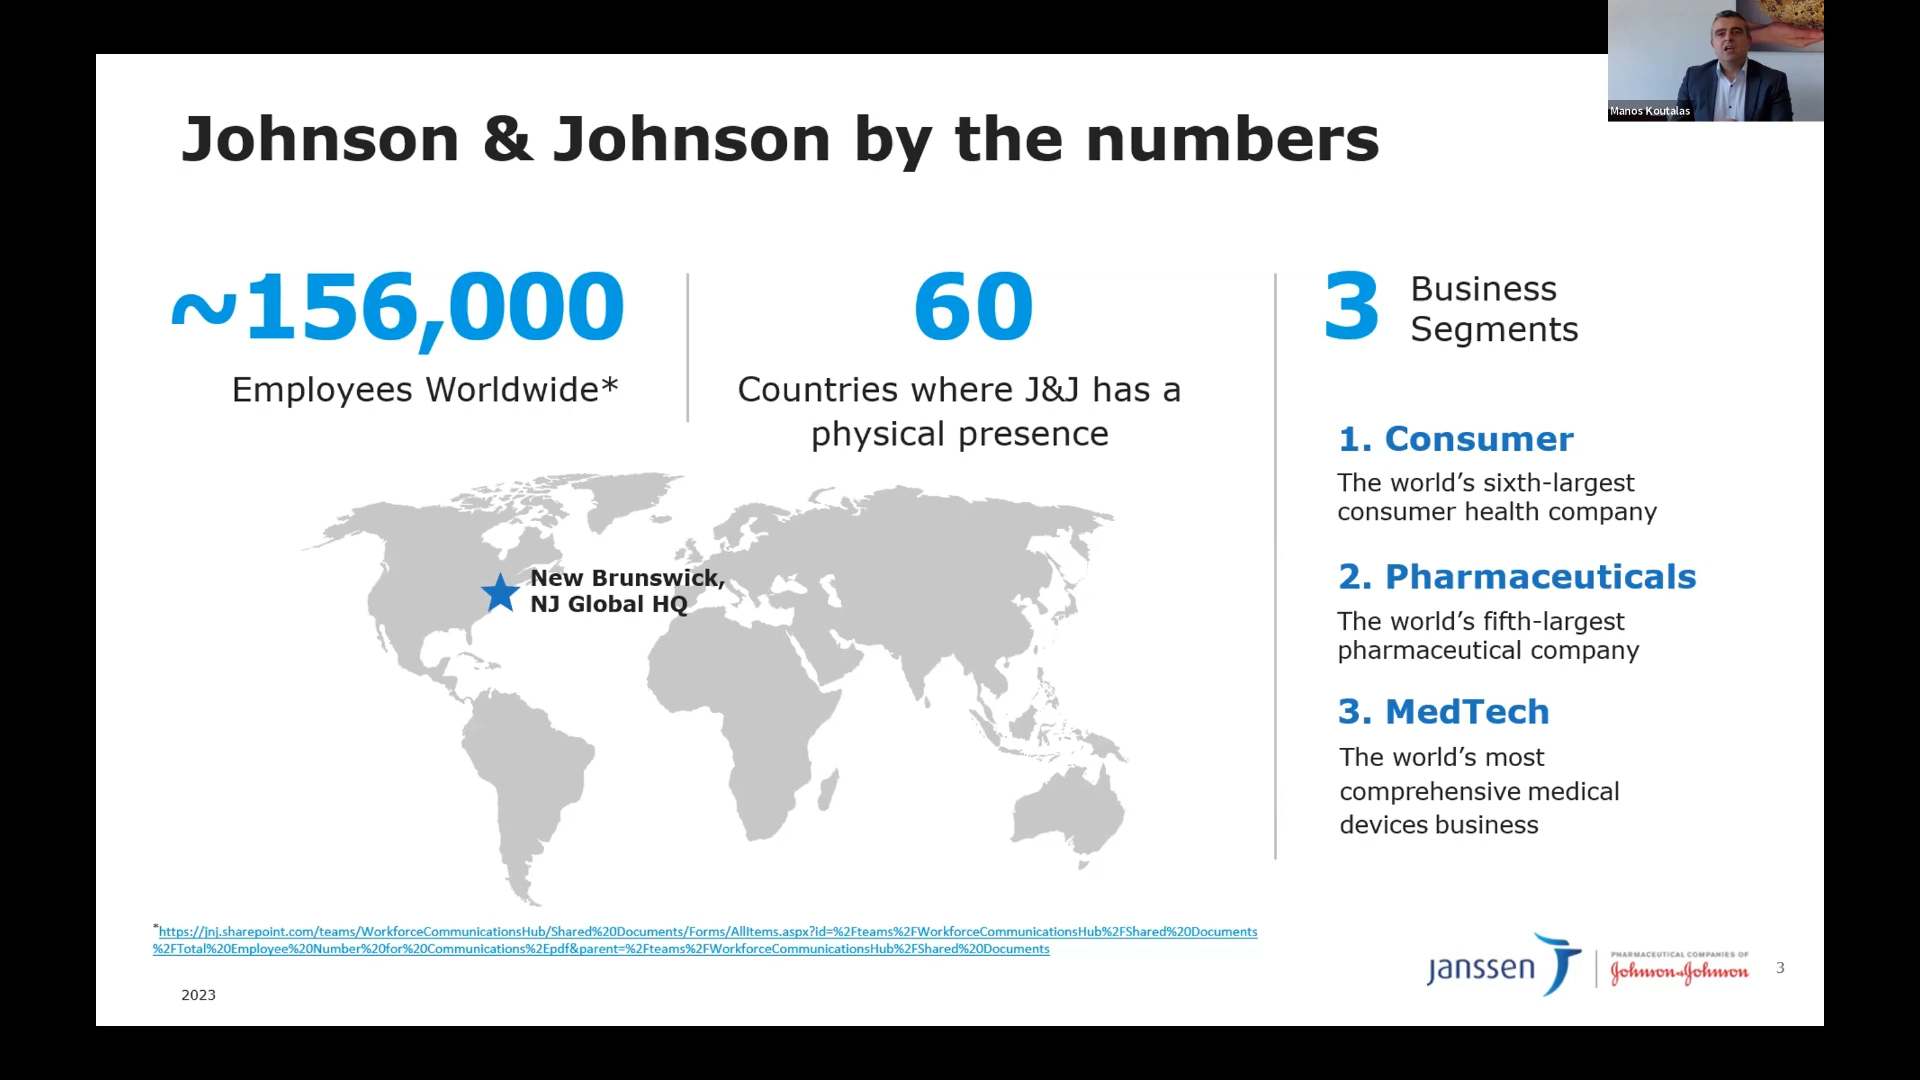 Manos Koutalas
Johnson & Johnson by the numbers
~156,000
Employees Worldwide*
60
Countries where J&J has a
physical presence
New Brunswick,
NJ Global HQ
3
Business
Segments
1. Consumer
The world’s sixth-largest
consumer health company
2. Pharmaceuticals
The world’s fifth-largest
pharmaceutical company
3. MedTech
The world’s most
comprehensive medical
devices business
*https://jnj.sharepoint.com/teams/WorkforceCommunicationsHub/Shared%20Documents/Forms/AllItems.aspx?id=%2Fteams%2FWorkforceCommunicationsHub%2FShared%20Documents
%2FTotal%20Employee%20Number%20for%20Communications%2Epdf&parent=%2Fteams%2FWorkforceCommunicationsHub%2FShared%20Documents
2023
janssen
PHARMACEUTICAL COMPANIES OF
Johnson & Johnson
3